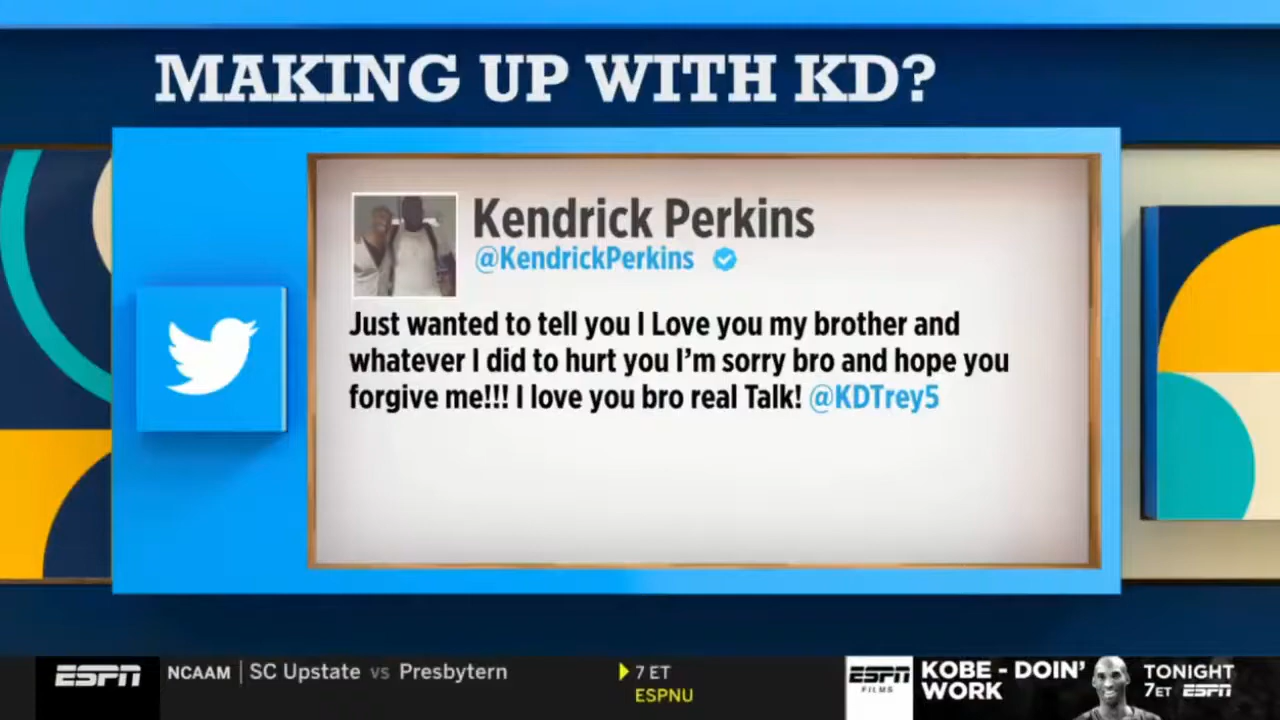 MAKING UP WITH KD?
Kendrick Perkins
@KendrickPerkins
Just wanted to tell you I Love you my brother and
whatever I did to hurt you I'm sorry bro and hope you
forgive me!!! I love you bro real Talk! @KDTrey5
ESPN
NCAAM | SC Upstate vs Presbytern
7 ET
ESPNU
ESPN
FILMS
KOBE - DOIN'
WORK
TONIGHT
7ET ESPN